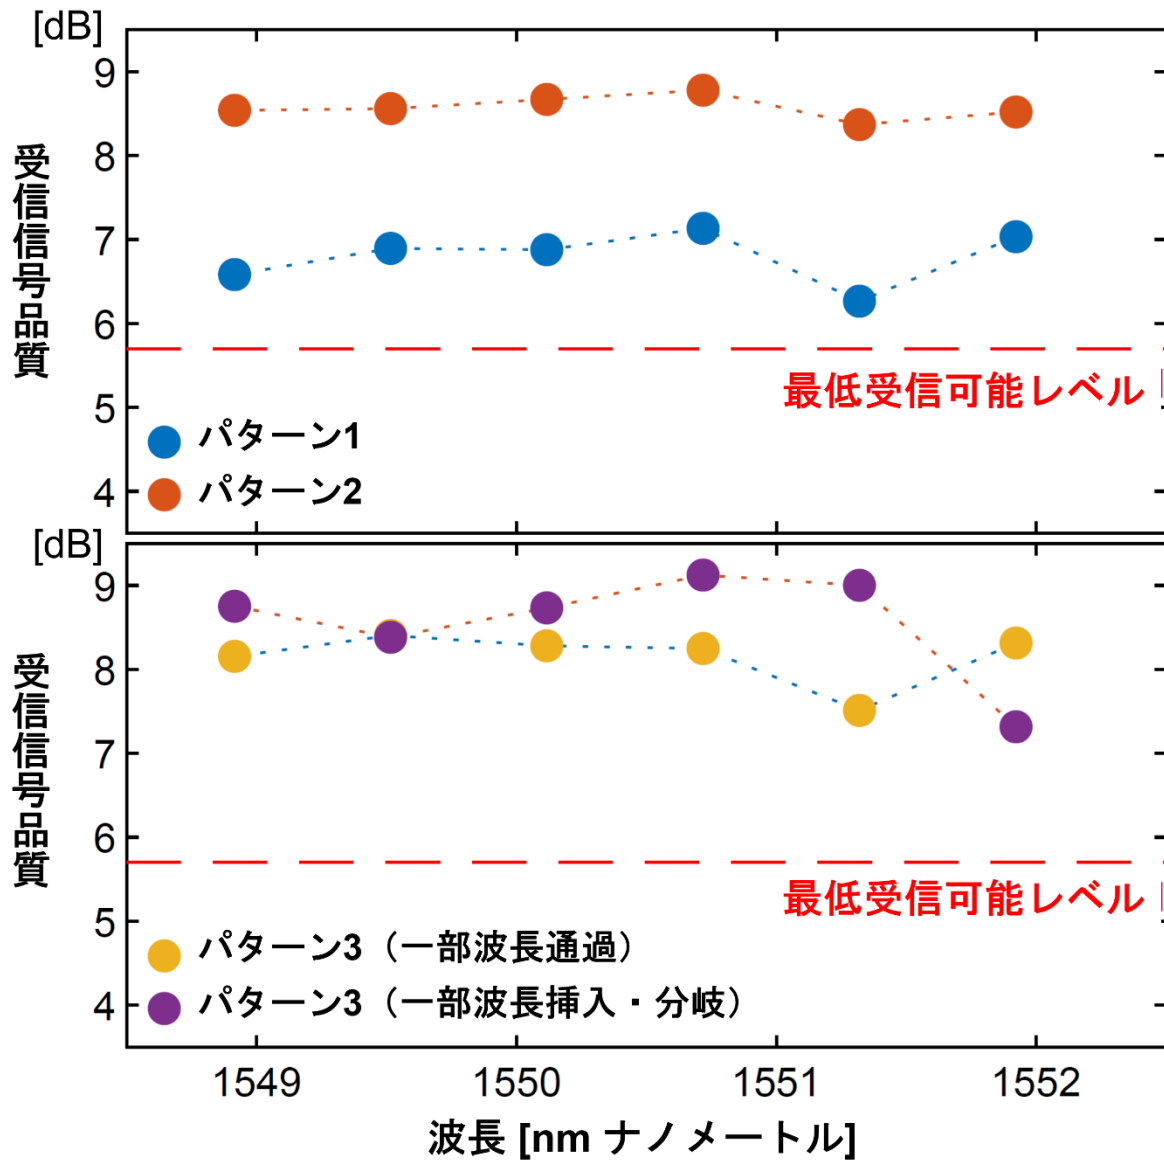 [dB]
9
8
7
6
5
4
受信信号品質
最低受信可能レベル
パターン1
パターン2
[dB]
9
8
7
6
5
4
受信信号品質
最低受信可能レベル
パターン3（一部波長通過）
パターン3（一部波長挿入・分岐）
1549 1550 1551 1552
波長 [nm ナノメートル]